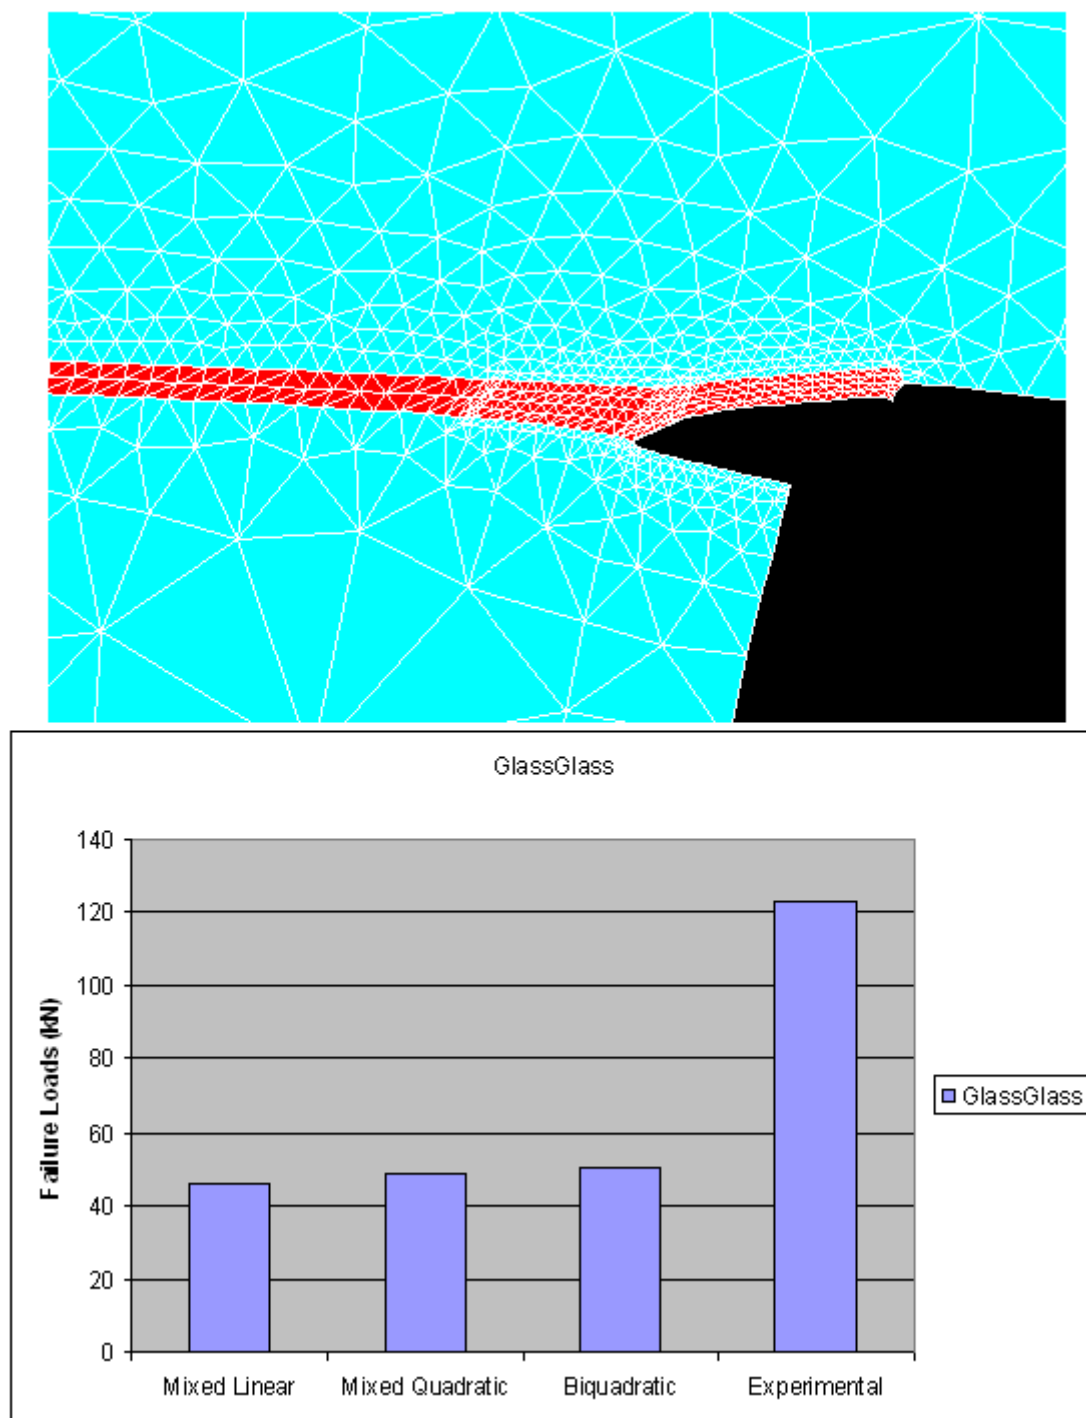 GlassGlass
140
120
100
80
60
40
20
0
Failure Loads (kN)
Mixed Linear
Mixed Quadratic
Biquadratic
Experimental
GlassGlass